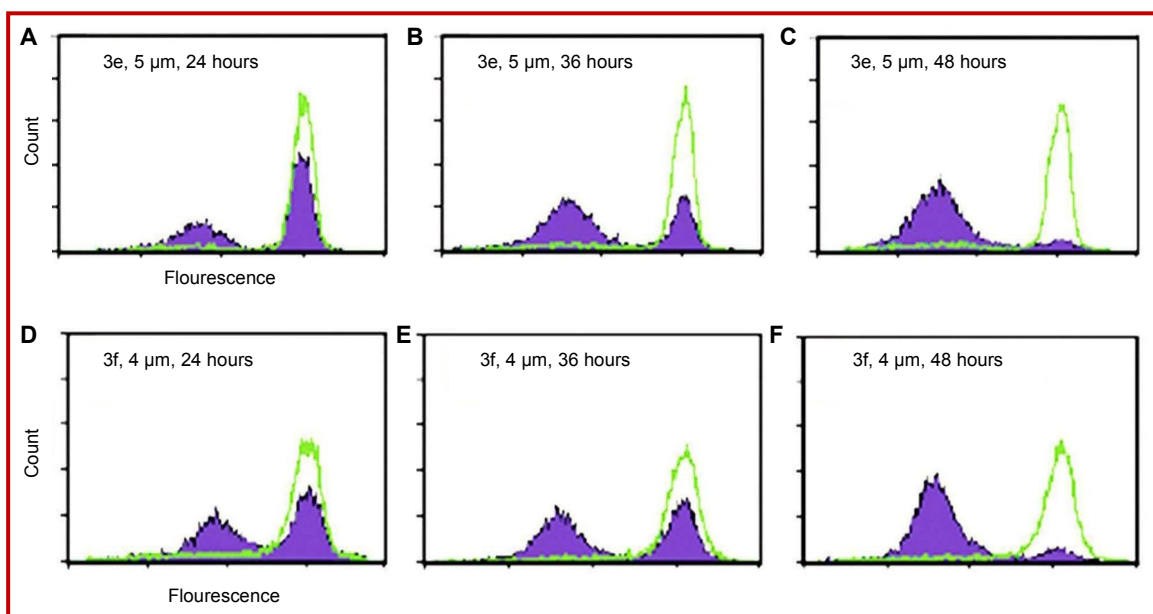 A
3e, 5 µm, 24 hours
Count
Flourescence
B
3e, 5 µm, 36 hours
C
3e, 5 µm, 48 hours
D
3f, 4 µm, 24 hours
Count
Flourescence
E
3f, 4 µm, 36 hours
F
3f, 4 µm, 48 hours